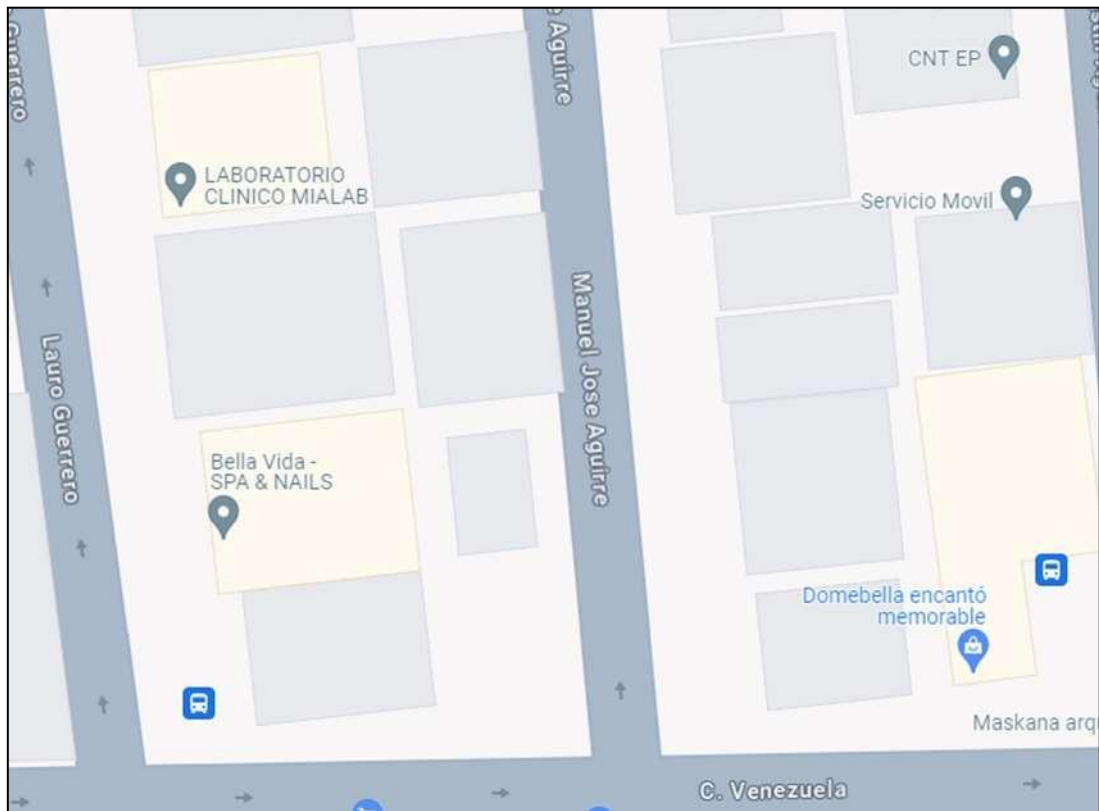 Guerrero
e Aguirre
CNT EP
LABORATORIO
CLINICO MIALAB
Servicio Movil
Manuel Jose Aguirre
Lauro Guerrero
Bella Vida -
SPA & NAILS
Domebella encantó
memorable
Maskana arqu
C. Venezuela